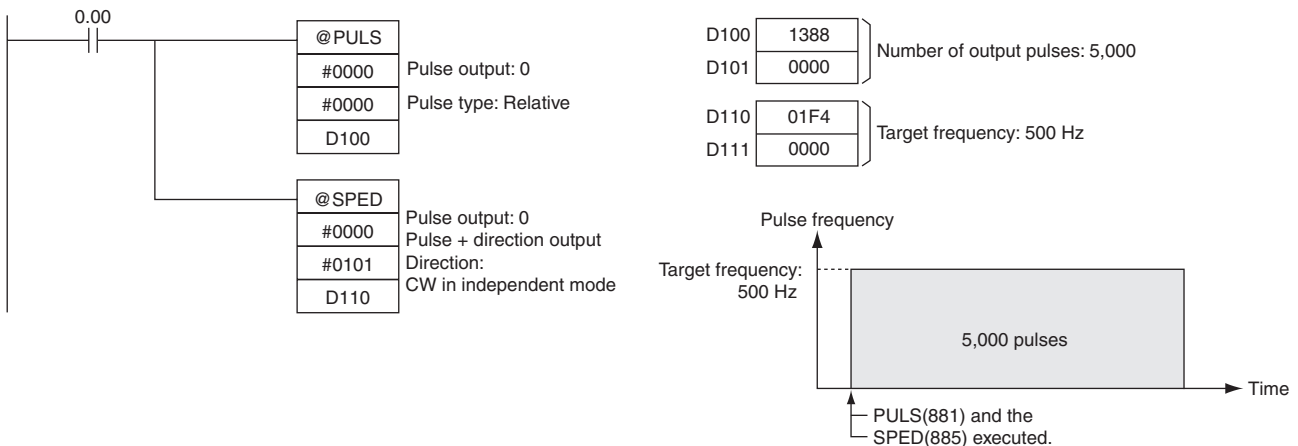 0.00
@PULS
#0000
Pulse output: 0
#0000
Pulse type: Relative
D100
@SPED
#0000
Pulse output: 0
Pulse + direction output
#0101
Direction:
CW in independent mode
D110
D100 1388
D101 0000
Number of output pulses: 5,000
D110 01F4
D111 0000
Target frequency: 500 Hz
Pulse frequency
Target frequency:
500 Hz
5,000 pulses
Time
PULS(881) and the
SPED(885) executed.